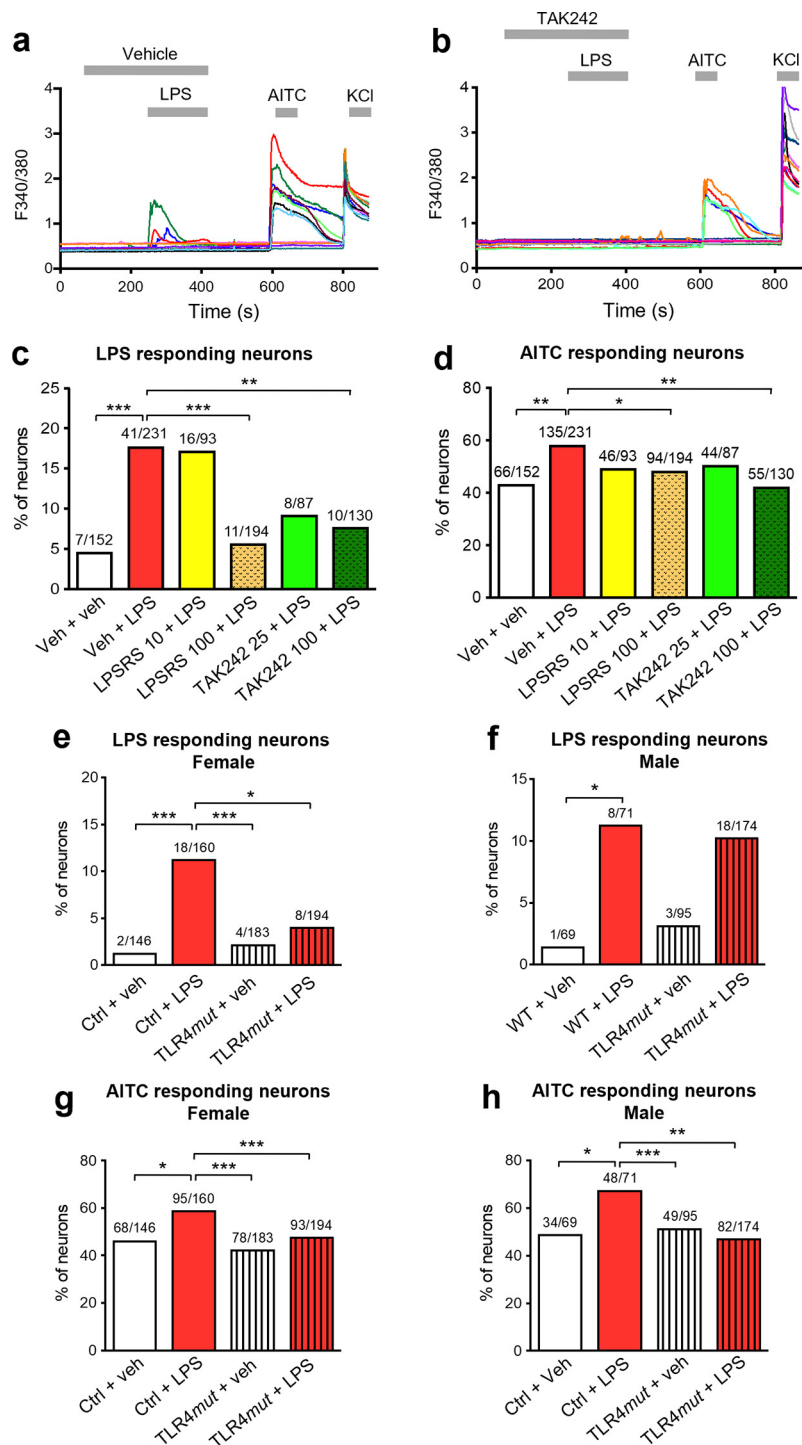 a
Vehicle
LPS
AITC
KCl
F340/380
4
3
2
1
0
0
200
400
600
800
Time (s)
b
TAK242
LPS
AITC
KCl
F340/380
4
3
2
1
0
0
200
400
600
800
Time (s)
c
LPS responding neurons
% of neurons
25
20
15
10
5
0
***
***
**
7/152
41/231
16/93
11/194
8/87
10/130
Veh + veh
Veh + LPS
LPSRS 10 + LPS
LPSRS 100 + LPS
TAK242 25 + LPS
TAK242 100 + LPS
d
AITC responding neurons
% of neurons
80
60
40
20
0
**
*
**
66/152
135/231
46/93
94/194
44/87
55/130
Veh + veh
Veh + LPS
LPSRS 10 + LPS
LPSRS 100 + LPS
TAK242 25 + LPS
TAK242 100 + LPS
e
LPS responding neurons
Female
% of neurons
20
15
10
5
0
***
***
*
2/146
18/160
4/183
8/194
Ctrl + veh
Ctrl + LPS
TLR4mut + veh
TLR4mut + LPS
f
LPS responding neurons
Male
% of neurons
15
10
5
0
*
1/69
8/71
3/95
18/174
WT + Veh
WT + LPS
TLR4mut + veh
TLR4mut + LPS
g
AITC responding neurons
Female
% of neurons
80
60
40
20
0
*
***
***
68/146
95/160
78/183
93/194
Ctrl + veh
Ctrl + LPS
TLR4mut + veh
TLR4mut + LPS
h
AITC responding neurons
Male
% of neurons
80
60
40
20
0
*
***
**
34/69
48/71
49/95
82/174
Ctrl + Veh
Ctrl + LPS
TLR4mut + veh
TLR4mut + LPS